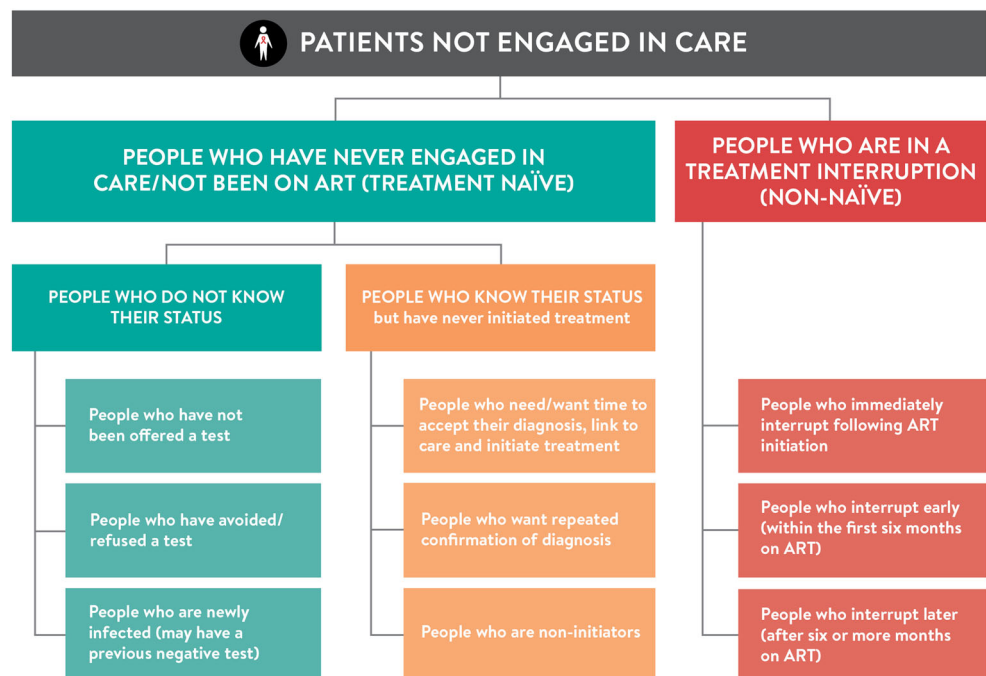 PATIENTS NOT ENGAGED IN CARE
PEOPLE WHO HAVE NEVER ENGAGED IN
CARE/NOT BEEN ON ART (TREATMENT NAÏVE)
PEOPLE WHO ARE IN A
TREATMENT INTERRUPTION
(NON-NAÏVE)
PEOPLE WHO DO NOT KNOW
THEIR STATUS
PEOPLE WHO KNOW THEIR STATUS
but have never initiated treatment
People who have not
been offered a test
People who have avoided/
refused a test
People who are newly
infected (may have a
previous negative test)
People who need/want time to
accept their diagnosis, link to
care and initiate treatment
People who want repeated
confirmation of diagnosis
People who are non-initiators
People who immediately
interrupt following ART
initiation
People who interrupt early
(within the first six months
on ART)
People who interrupt later
(after six or more months
on ART)